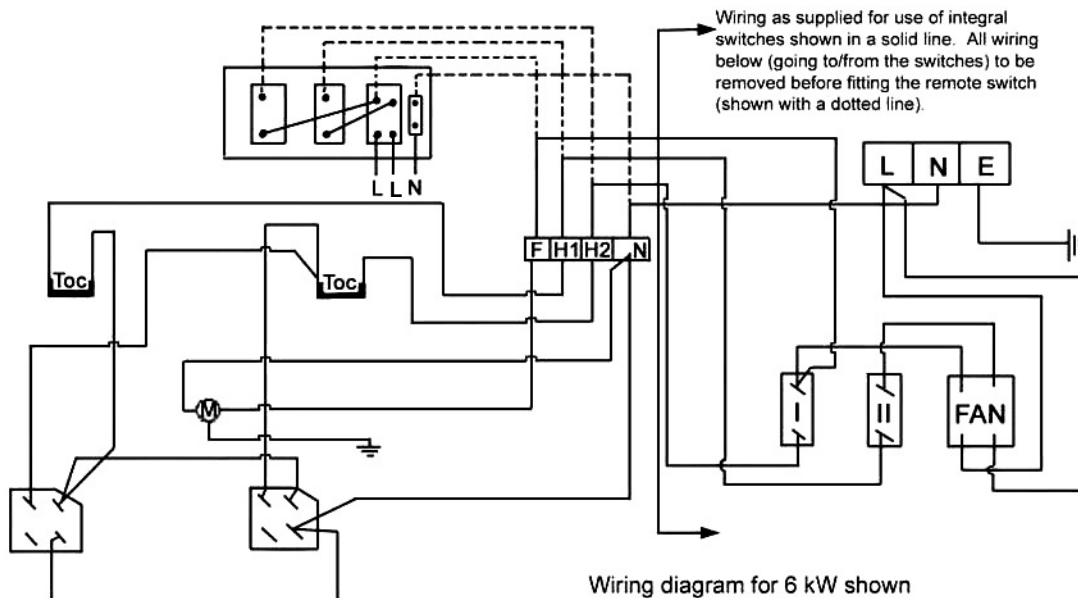 Wiring as supplied for use of integral
switches shown in a solid line. All wiring
below (going to/from the switches) to be
removed before fitting the remote switch
(shown with a dotted line).
L L N
L N E
F H1 H2 N
Toc
Toc
M
I
II
FAN
Wiring diagram for 6 kW shown